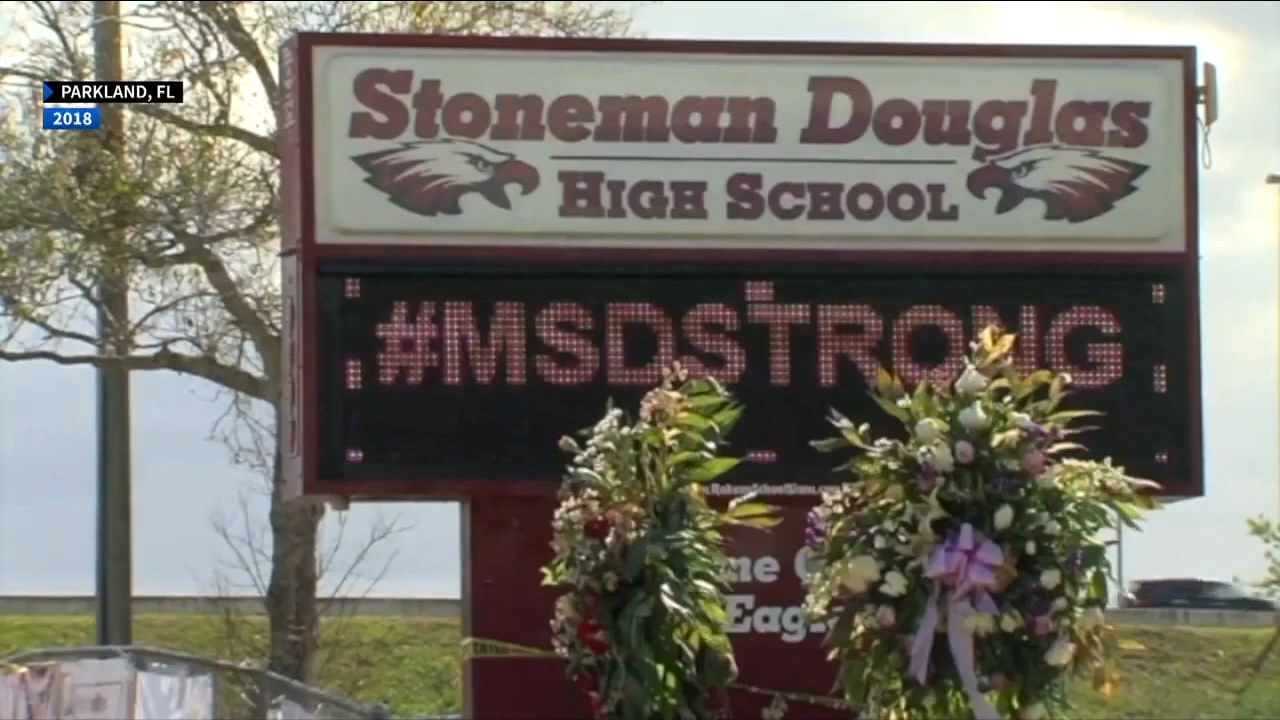 PARKLAND, FL
2018
Stoneman Douglas
HIGH SCHOOL
#MSDSTRONG